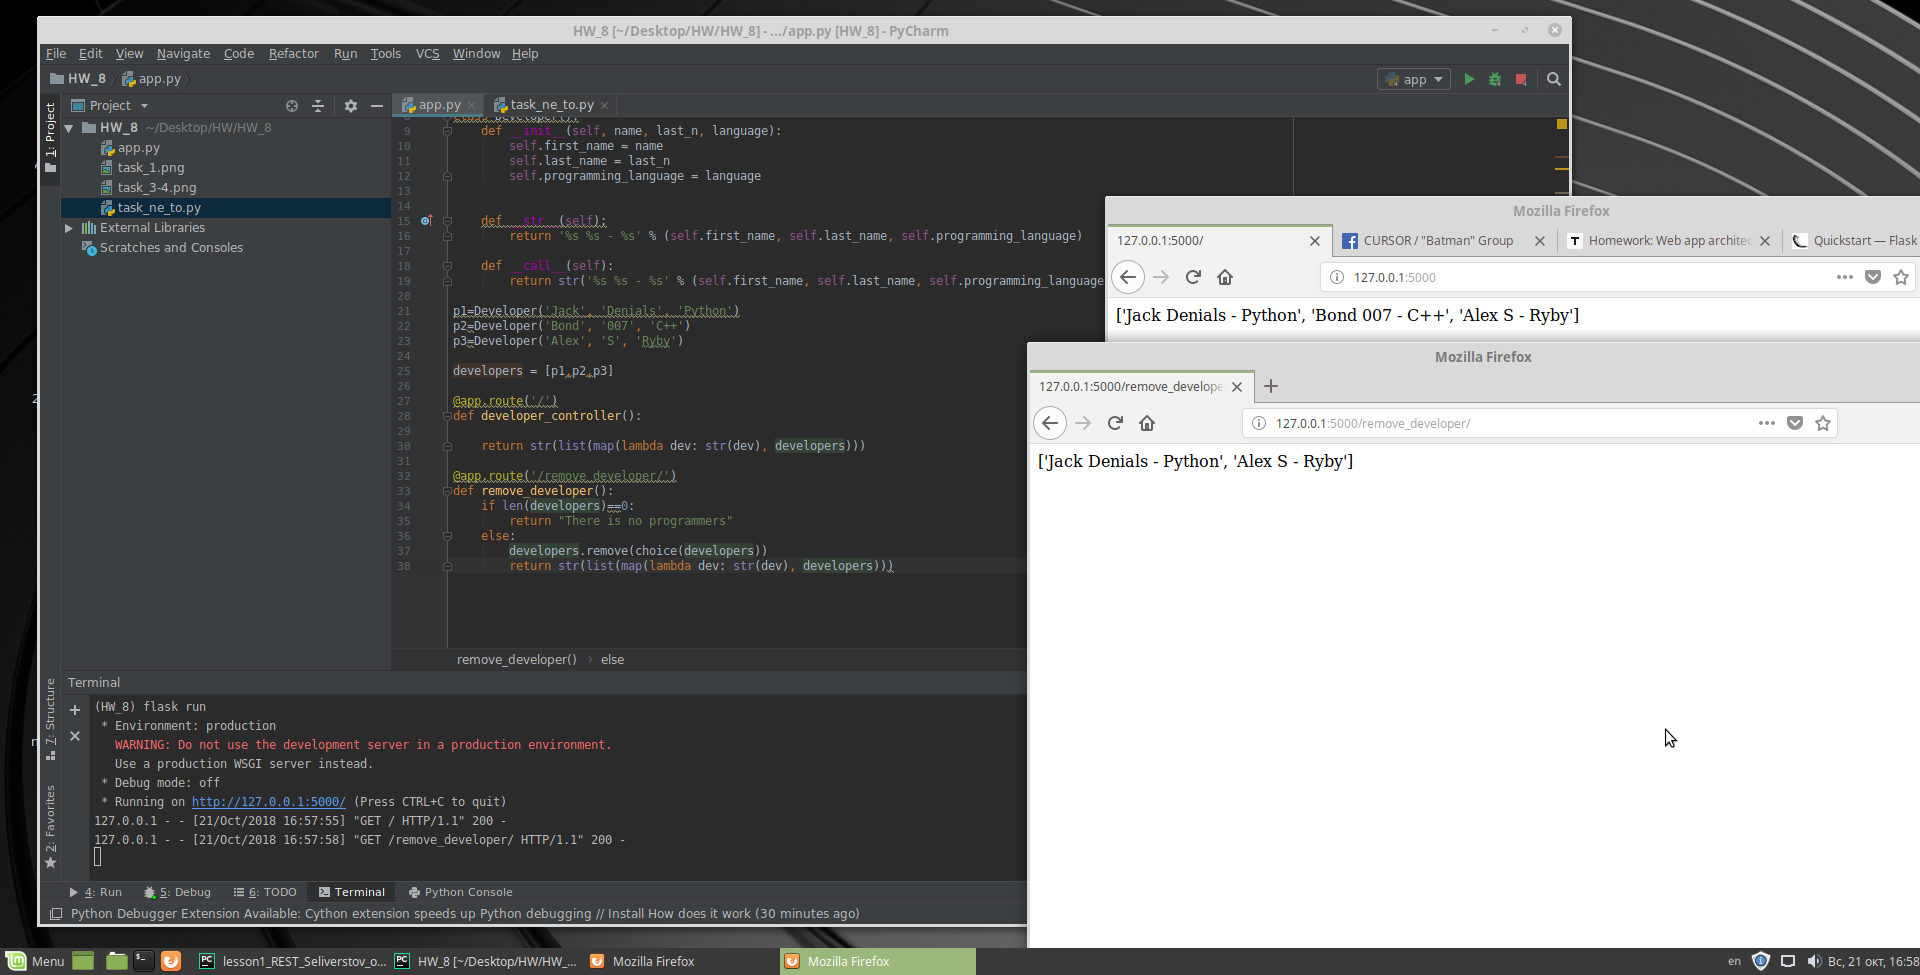 HW_8 [~/Desktop/HW/HW_8] - .../app.py [HW_8] - PyCharm
File Edit View Navigate Code Refactor Run Tools VCS Window Help
HW_8 app.py
app
1: Project
Project
HW_8 ~/Desktop/HW/HW_8
app.py
task_1.png
task_3-4.png
task_ne_to.py
External Libraries
Scratches and Consoles
app.py task_ne_to.py
9 def __init__(self, name, last_n, language):
10 self.first_name = name
11 self.last_name = last_n
12 self.programming_language = language
13
14
15 def __str__(self):
16 return '%s %s - %s' % (self.first_name, self.last_name, self.programming_language)
17
18 def __call__(self):
19 return str('%s %s - %s' % (self.first_name, self.last_name, self.programming_language
20
21 p1=Developer('Jack', 'Denials', 'Python')
22 p2=Developer('Bond', '007', 'C++')
23 p3=Developer('Alex', 'S', 'Ryby')
24
25 developers = [p1,p2,p3]
26
27 @app.route('/')
28 def developer_controller():
29
30 return str(list(map(lambda dev: str(dev), developers)))
31
32 @app.route('/remove_developer/')
33 def remove_developer():
34 if len(developers)==0:
35 return "There is no programmers"
36 else:
37 developers.remove(choice(developers))
38 return str(list(map(lambda dev: str(dev), developers)))
remove_developer() › else
7: Structure
2: Favorites
Terminal
(HW_8) flask run
* Environment: production
WARNING: Do not use the development server in a production environment.
Use a production WSGI server instead.
* Debug mode: off
* Running on http://127.0.0.1:5000/ (Press CTRL+C to quit)
127.0.0.1 - - [21/Oct/2018 16:57:55] "GET / HTTP/1.1" 200 -
127.0.0.1 - - [21/Oct/2018 16:57:58] "GET /remove_developer/ HTTP/1.1" 200 -
4: Run 5: Debug 6: TODO Terminal Python Console
Python Debugger Extension Available: Cython extension speeds up Python debugging // Install How does it work (30 minutes ago)
Mozilla Firefox
127.0.0.1:5000/ CURSOR / "Batman" Group Homework: Web app architec Quickstart — Flask
127.0.0.1:5000
['Jack Denials - Python', 'Bond 007 - C++', 'Alex S - Ryby']
Mozilla Firefox
127.0.0.1:5000/remove_develope
127.0.0.1:5000/remove_developer/
['Jack Denials - Python', 'Alex S - Ryby']
Menu lesson1_REST_Seliverstov_o... HW_8 [~/Desktop/HW/HW_... Mozilla Firefox Mozilla Firefox en Вс, 21 окт, 16:58